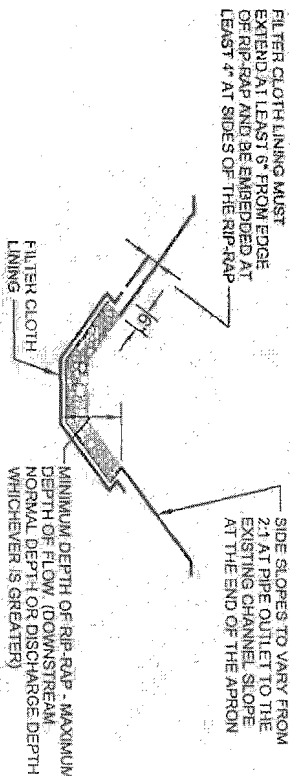 FILTER CLOTH LINING MUST
EXTEND AT LEAST 6" FROM EDGE
OF RIP-RAP AND BE EMBEDDED AT
LEAST 4" AT SIDES OF THE RIP-RAP
6"
FILTER CLOTH
LINING
SIDE SLOPES TO VARY FROM
2:1 AT PIPE OUTLET TO THE
EXISTING CHANNEL SLOPE
AT THE END OF THE APRON
MINIMUM DEPTH OF RIP-RAP - MAXIMUM
DEPTH OF FLOW (DOWNSTREAM
NORMAL DEPTH OR DISCHARGE DEPTH
WHICHEVER IS GREATER)